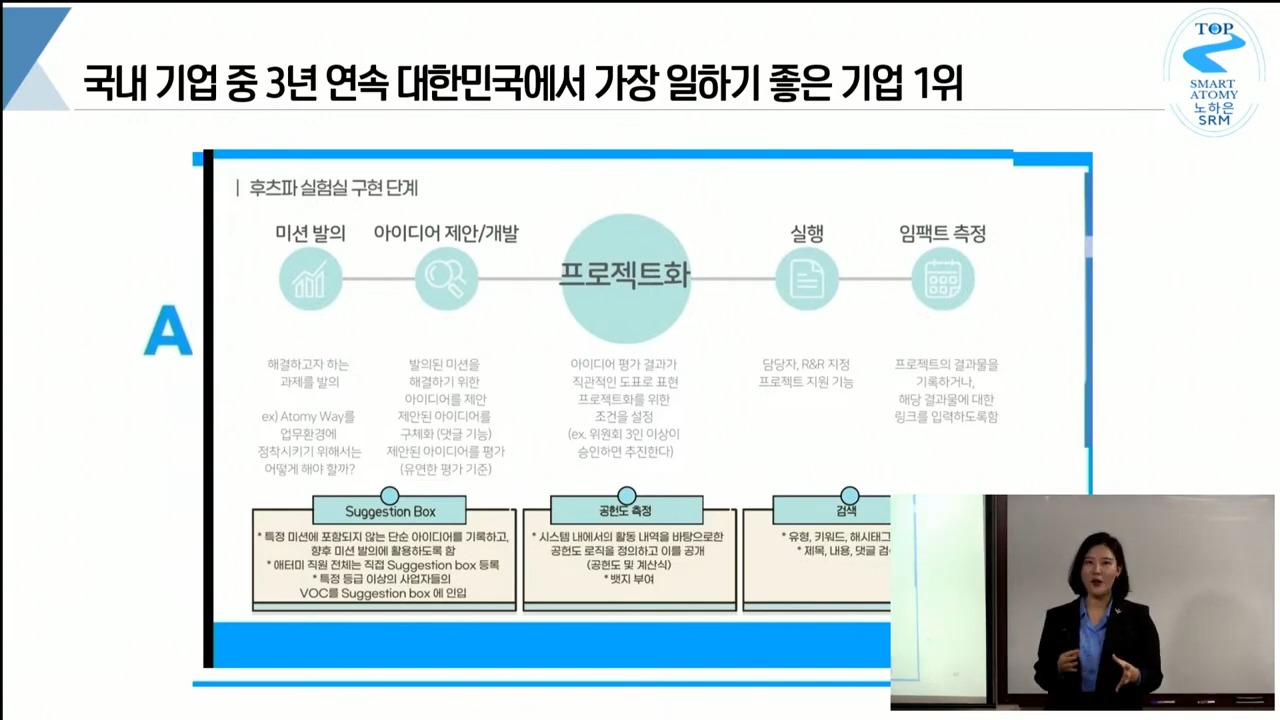 국내 기업 중 3년 연속 대한민국에서 가장 일하기 좋은 기업 1위
TOP
SMART
ATOMY
노하은
SRM
A
후츠파 실험실 구현 단계
미션 발의
아이디어 제안/개발
프로젝트화
실행
임팩트 측정
해결하고자 하는
과제를 발의
ex) Atomy Way를
업무환경에
정착시키기 위해서는
어떻게 해야 할까?
발의된 미션을
해결하기 위한
아이디어를 제안
제안된 아이디어를
구체화 (댓글 기능)
제안된 아이디어를 평가
(유연한 평가 기준)
아이디어 평가 결과가
직관적인 도표로 표현
프로젝트화를 위한
조건을 설정
(ex. 위원회 3인 이상이
승인하면 추진한다)
담당자, R&R 지정
프로젝트 지원 기능
프로젝트의 결과물을
기록하거나,
해당 결과물에 대한
링크를 입력하도록함
Suggestion Box
* 특정 미션에 포함되지 않는 단순 아이디어를 기록하고,
향후 미션 발의에 활용하도록 함
* 애터미 직원 전체는 직접 Suggestion box 등록
* 특정 등급 이상의 사업자들의
VOC를 Suggestion box 에 인입
공헌도 측정
* 시스템 내에서의 활동 내역을 바탕으로한
공헌도 로직을 정의하고 이를 공개
(공헌도 및 계산식)
* 뱃지 부여
검색
* 유형, 키워드, 해시태그
* 제목, 내용, 댓글